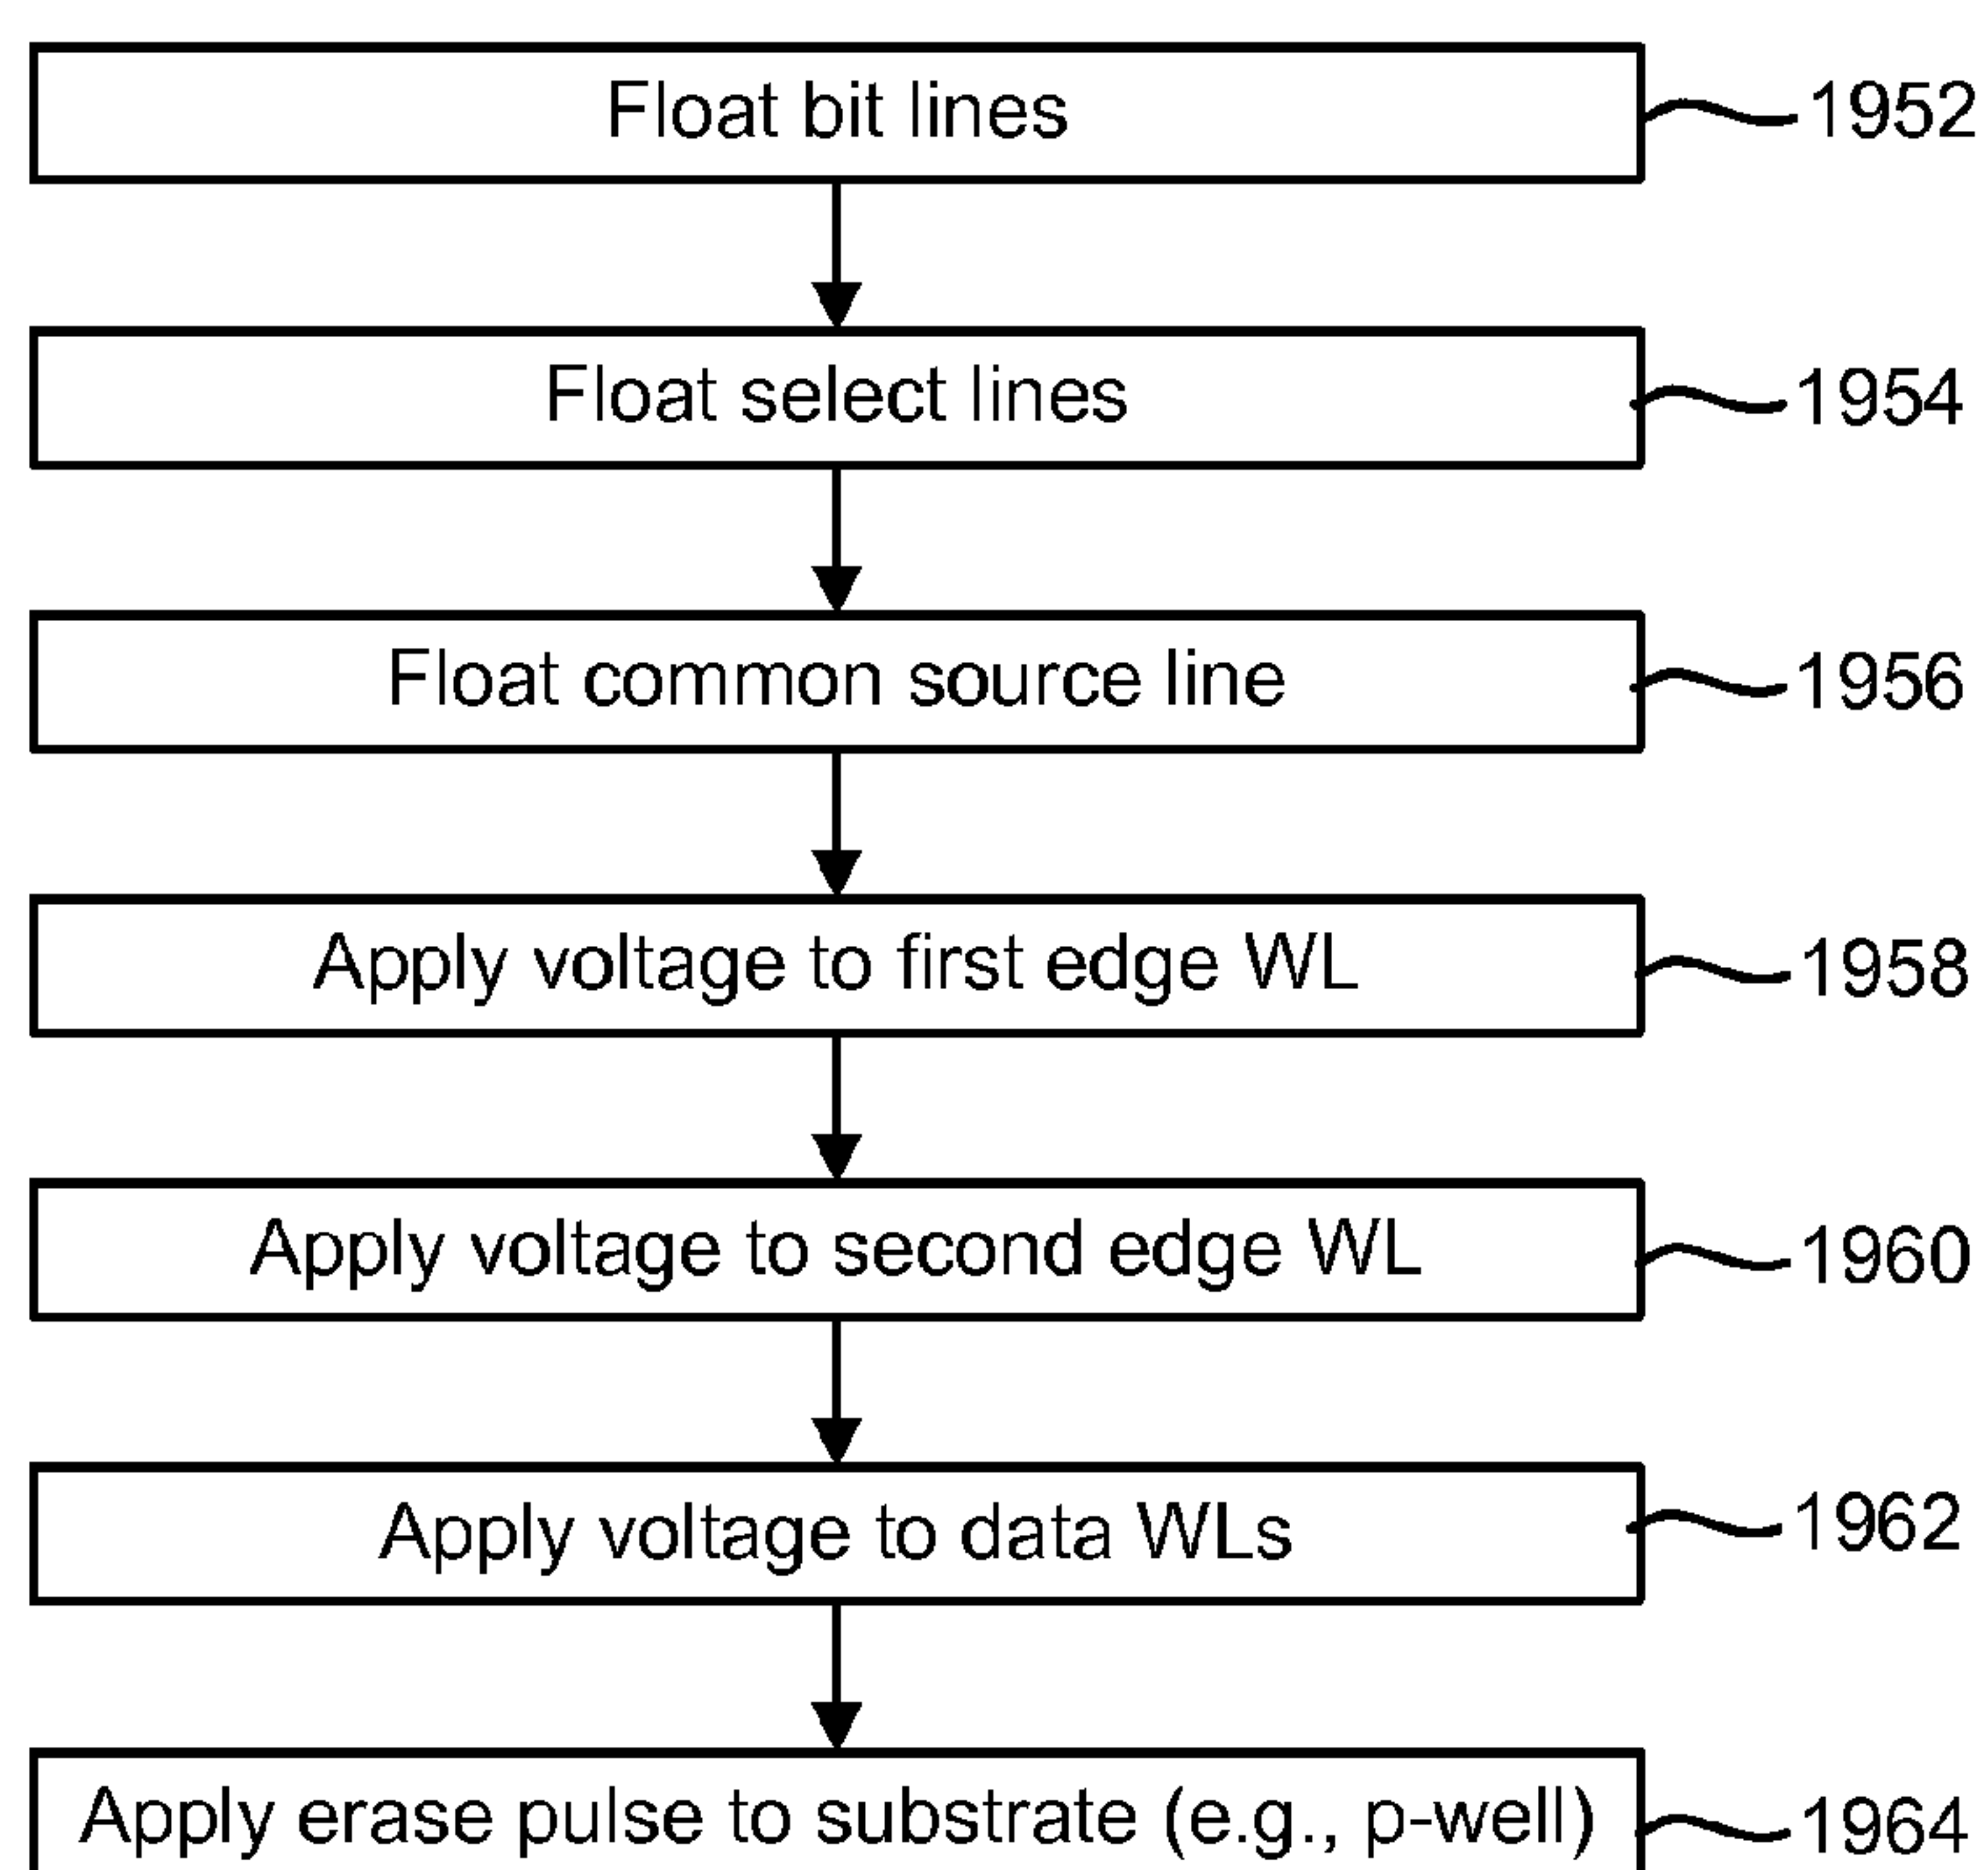 Float bit lines 1952
Float select lines 1954
Float common source line 1956
Apply voltage to first edge WL 1958
Apply voltage to second edge WL 1960
Apply voltage to data WLs 1962
Apply erase pulse to substrate (e.g., p-well) 1964